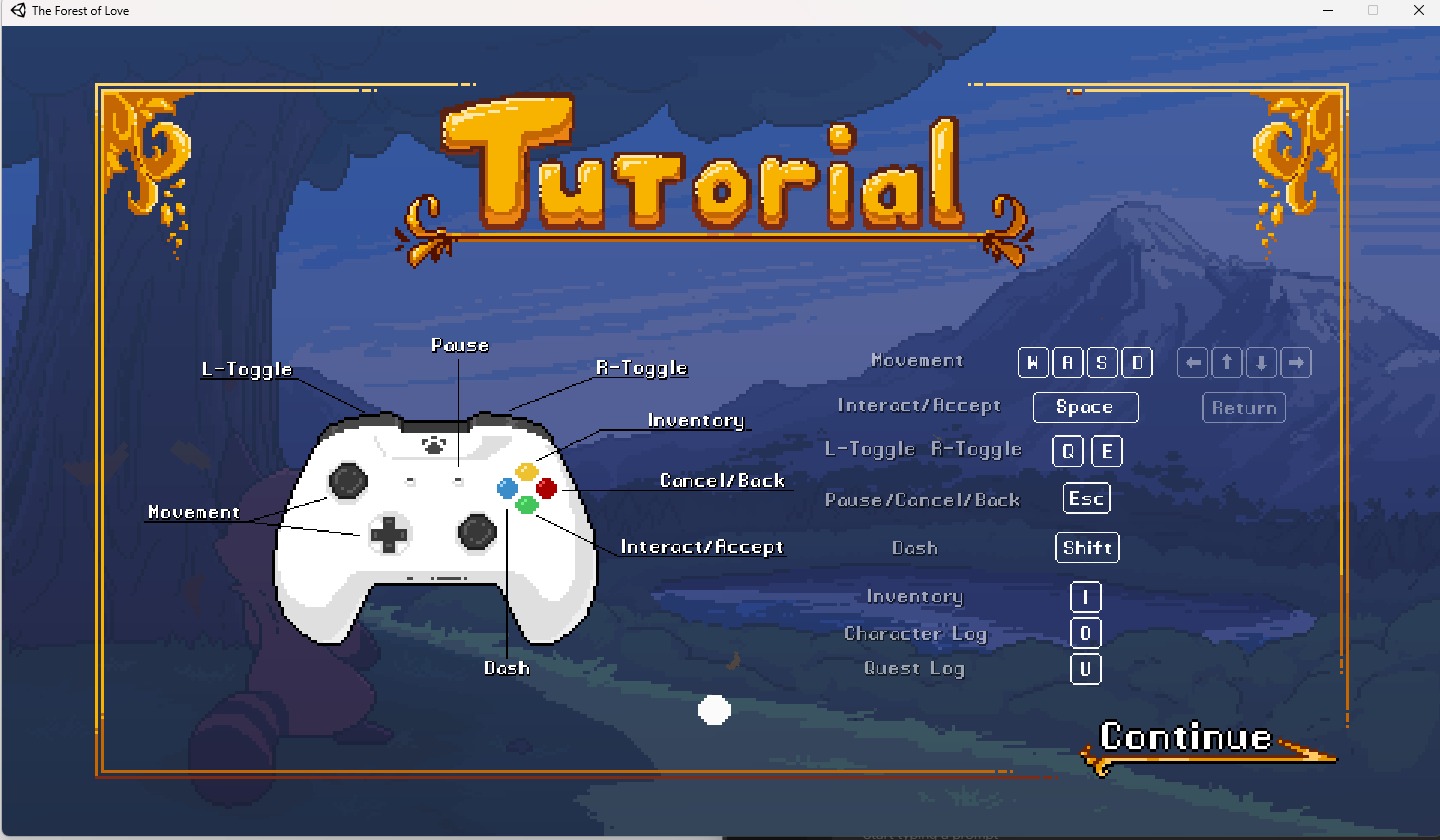 The Forest of Love
Tutorial
Pause
L-Toggle
R-Toggle
Inventory
Cancel/Back
Movement
Interact/Accept
Dash
Movement W A S D ← ↑ ↓ →
Interact/Accept Space Return
L-Toggle R-Toggle Q E
Pause/Cancel/Back Esc
Dash Shift
Inventory I
Character Log O
Quest Log U
Continue